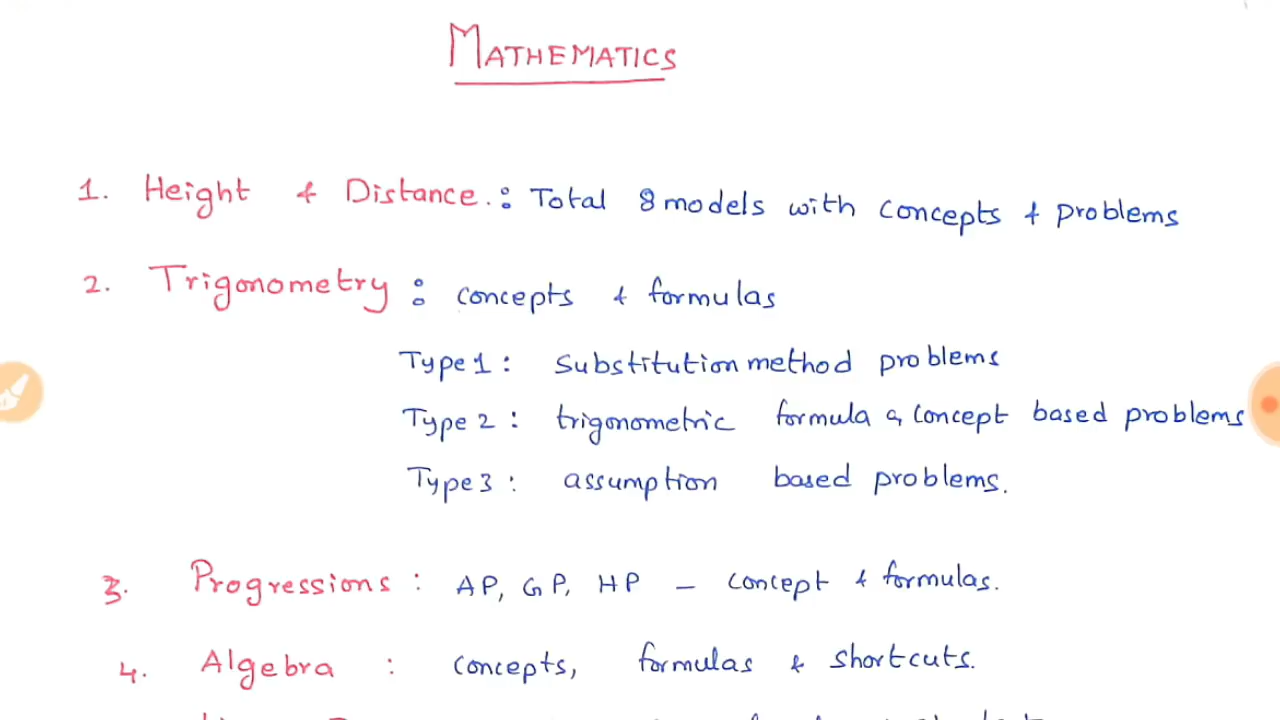 MATHEMATICS
1. Height & Distance : Total 8 models with concepts & problems
2. Trigonometry : concepts & formulas
Type 1 : substitution method problems
Type 2 : trigonometric formula & concept based problems
Type 3 : assumption based problems.
3. Progressions : AP, GP, HP – concept & formulas.
4. Algebra : concepts, formulas & shortcuts.